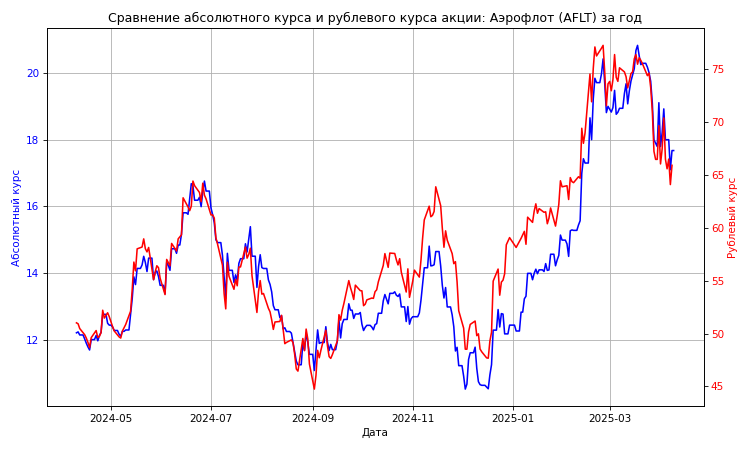 Сравнение абсолютного курса и рублевого курса акции: Аэрофлот (AFLT) за год
Абсолютный курс
20
18
16
14
12
75
70
65
60
55
50
45
Рублевый курс
2024-05 2024-07 2024-09 2024-11 2025-01 2025-03
Дата